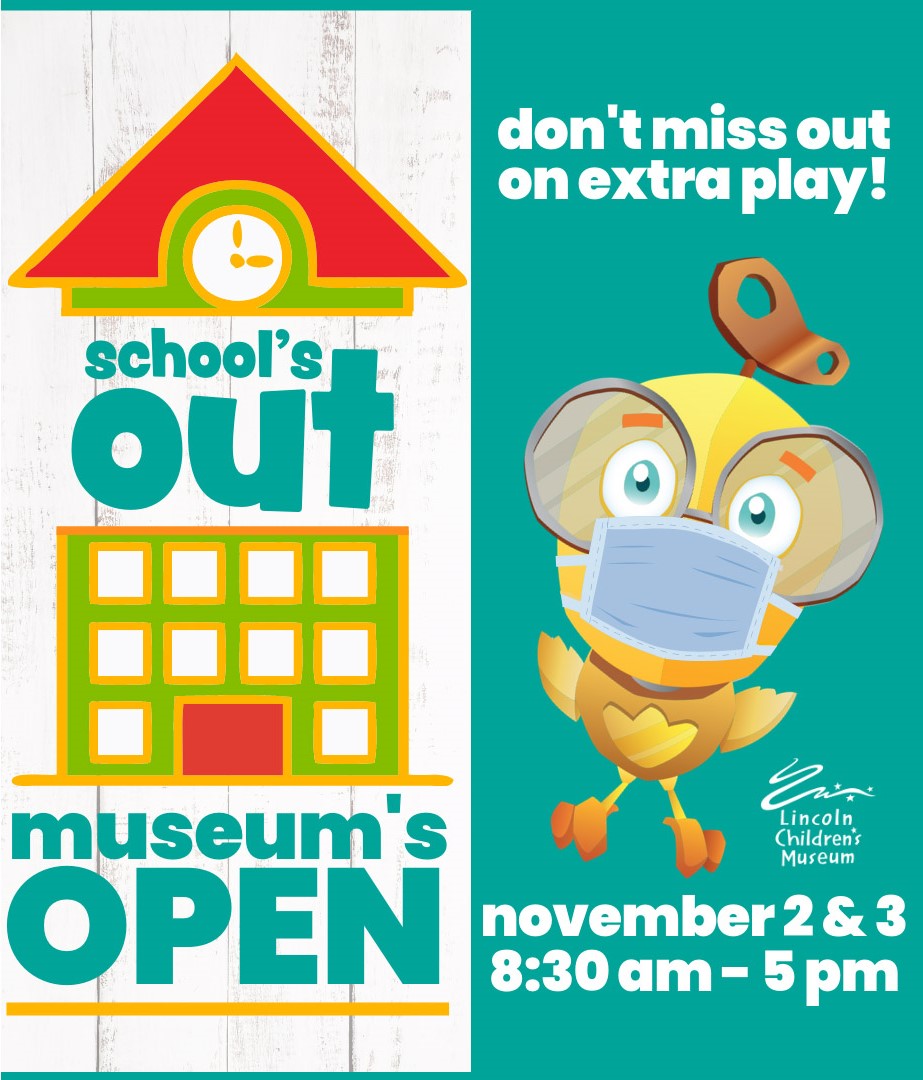 school’s
out
museum's
OPEN
don't miss out
on extra play!
Lincoln
Children's
Museum
november 2 & 3
8:30 am – 5 pm